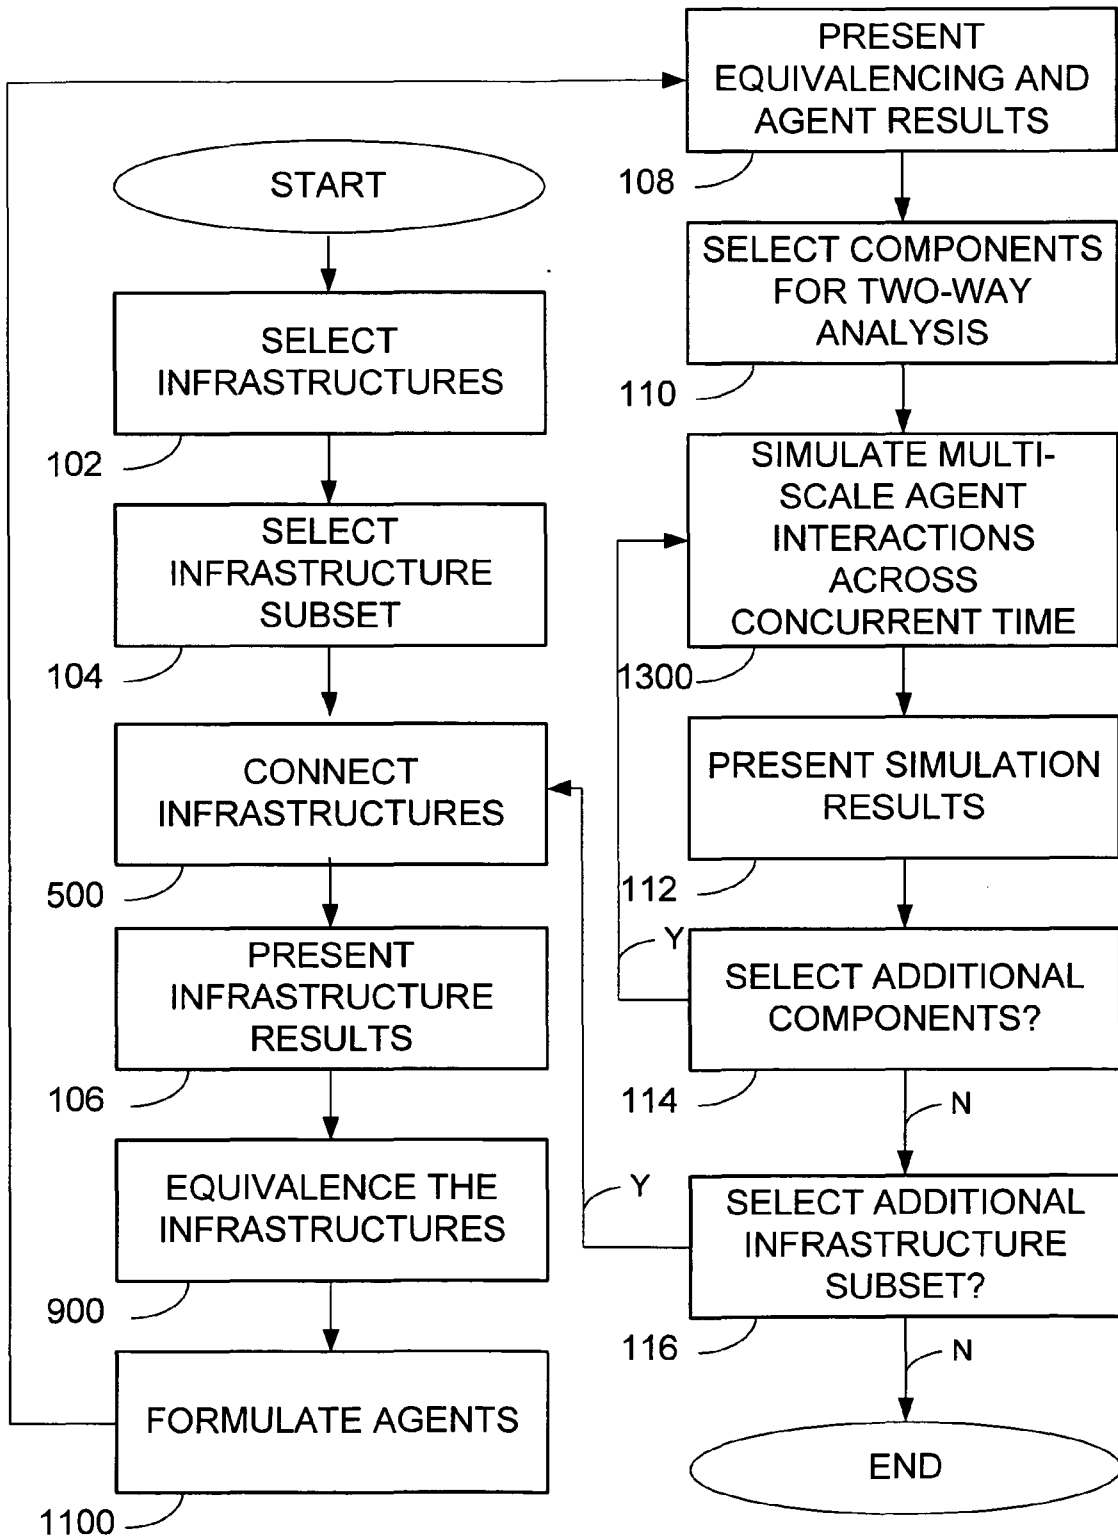 START
SELECT
INFRASTRUCTURES
102
SELECT
INFRASTRUCTURE
SUBSET
104
CONNECT
INFRASTRUCTURES
500
PRESENT
INFRASTRUCTURE
RESULTS
106
EQUIVALENCE THE
INFRASTRUCTURES
900
FORMULATE AGENTS
1100
PRESENT
EQUIVALENCING AND
AGENT RESULTS
108
SELECT COMPONENTS
FOR TWO-WAY
ANALYSIS
110
SIMULATE MULTI-
SCALE AGENT
INTERACTIONS
ACROSS
CONCURRENT TIME
1300
PRESENT SIMULATION
RESULTS
112
Y
SELECT ADDITIONAL
COMPONENTS?
114
N
Y
SELECT ADDITIONAL
INFRASTRUCTURE
SUBSET?
116
N
END